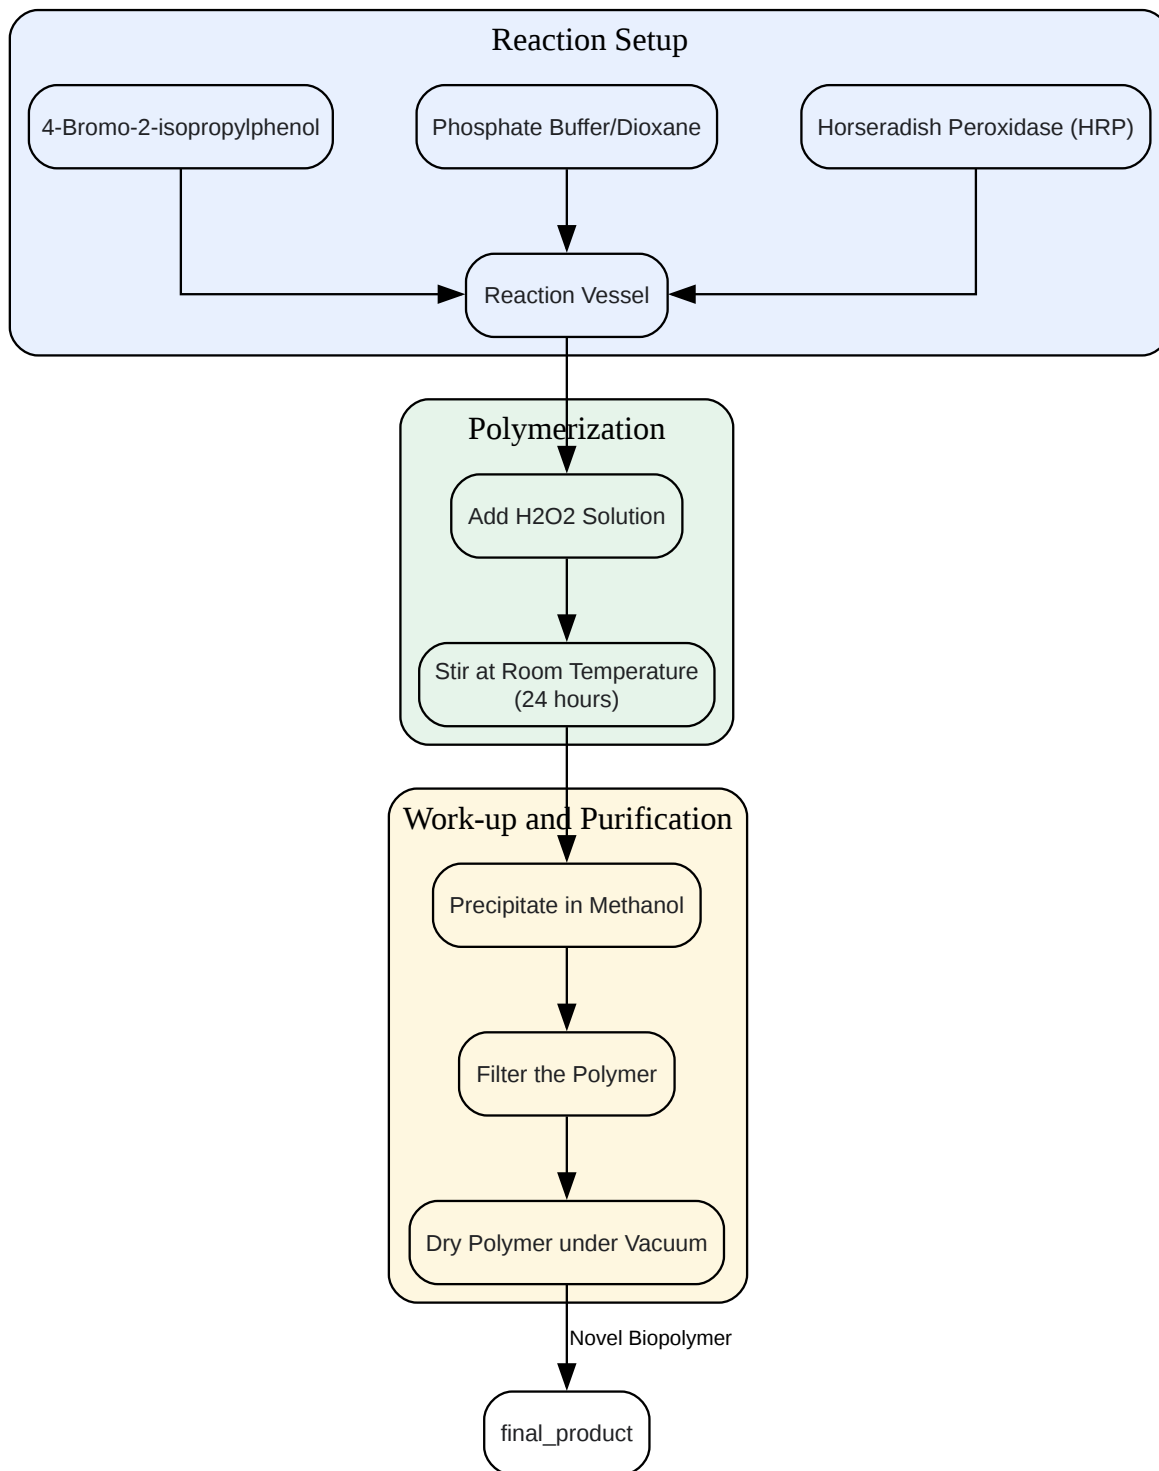 Reaction Setup
4-Bromo-2-isopropylphenol
Phosphate Buffer/Dioxane
Horseradish Peroxidase (HRP)
Reaction Vessel
Polymerization
Add H2O2 Solution
Stir at Room Temperature
(24 hours)
Work-up and Purification
Precipitate in Methanol
Filter the Polymer
Dry Polymer under Vacuum
Novel Biopolymer
final_product